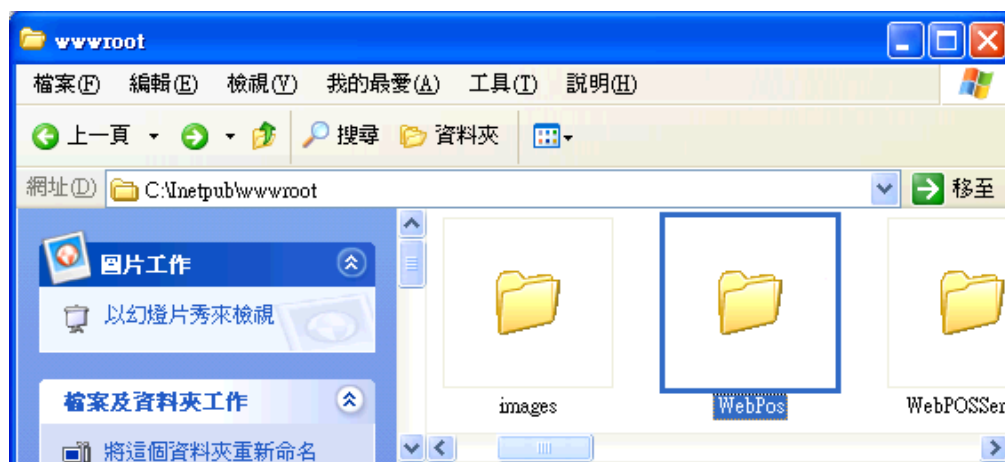 wwwroot
檔案(F) 編輯(E) 檢視(V) 我的最愛(A) 工具(T) 說明(H)
上一頁 搜尋 資料夾
網址(D) C:\Inetpub\wwwroot 移至
圖片工作
以幻燈片秀來檢視
檔案及資料夾工作
將這個資料夾重新命名
images WebPos WebPOSSer